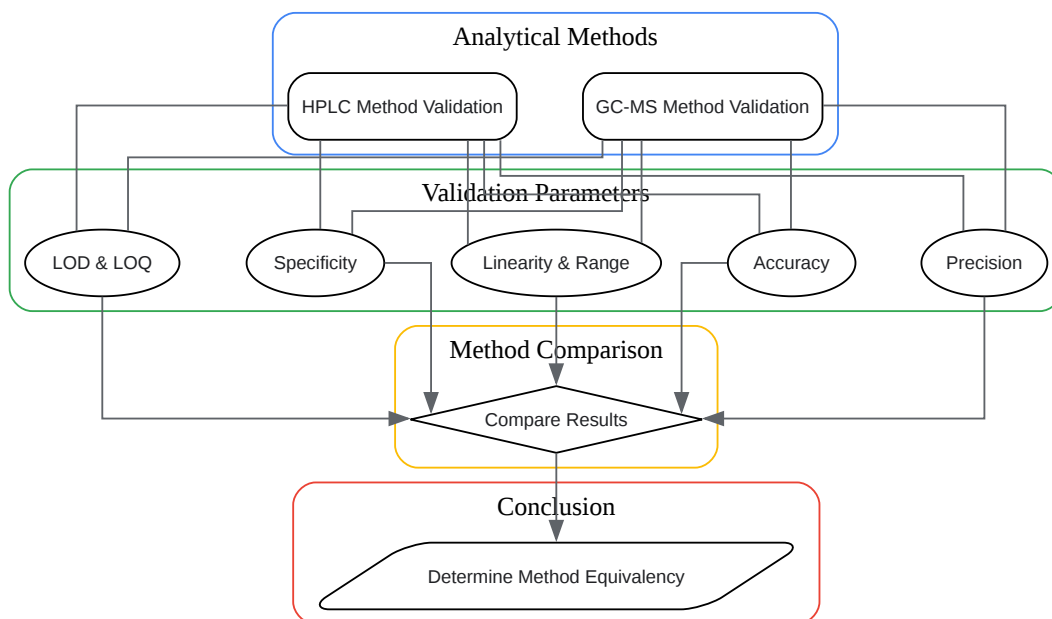 Analytical Methods
HPLC Method Validation
GC-MS Method Validation
Validation Parameters
LOD & LOQ
Specificity
Linearity & Range
Accuracy
Precision
Method Comparison
Compare Results
Conclusion
Determine Method Equivalency